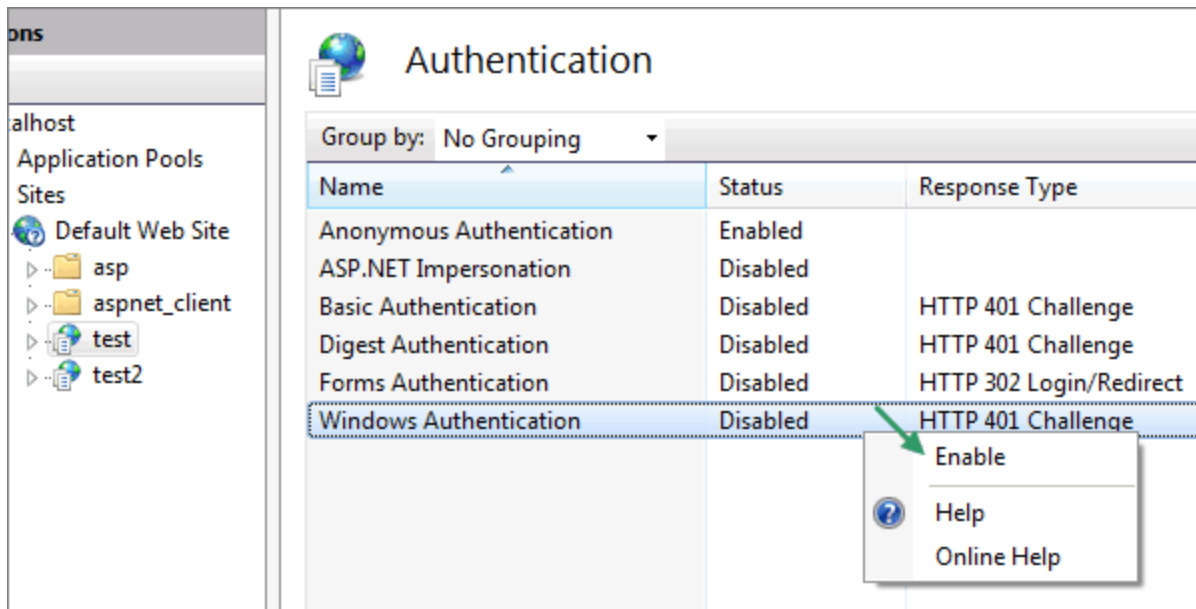 ons
alhost
Application Pools
Sites
Default Web Site
asp
aspnet_client
test
test2
Authentication
Group by: No Grouping
Name Status Response Type
Anonymous Authentication Enabled
ASP.NET Impersonation Disabled
Basic Authentication Disabled HTTP 401 Challenge
Digest Authentication Disabled HTTP 401 Challenge
Forms Authentication Disabled HTTP 302 Login/Redirect
Windows Authentication Disabled HTTP 401 Challenge
Enable
Help
Online Help